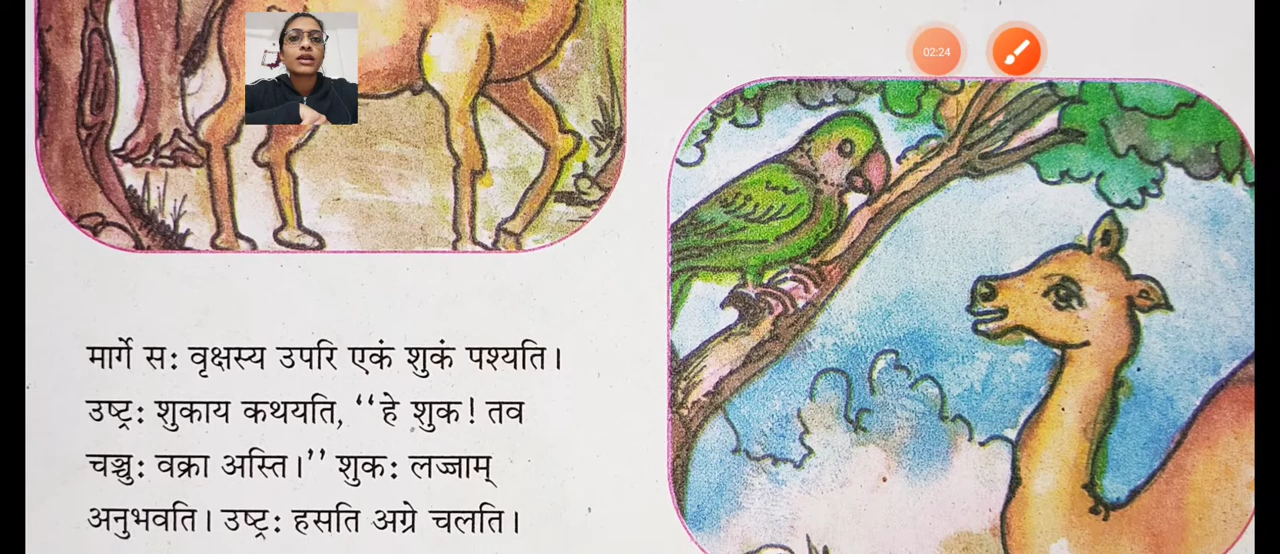 02:24
मार्गे स: वृक्षस्य उपरि एकं शुकं पश्यति।
उष्ट्र: शुकाय कथयति, “हे शुक! तव
चञ्चु: वक्रा अस्ति।” शुक: लज्जाम्
अनुभवति। उष्ट्र: हसति अग्रे चलति।